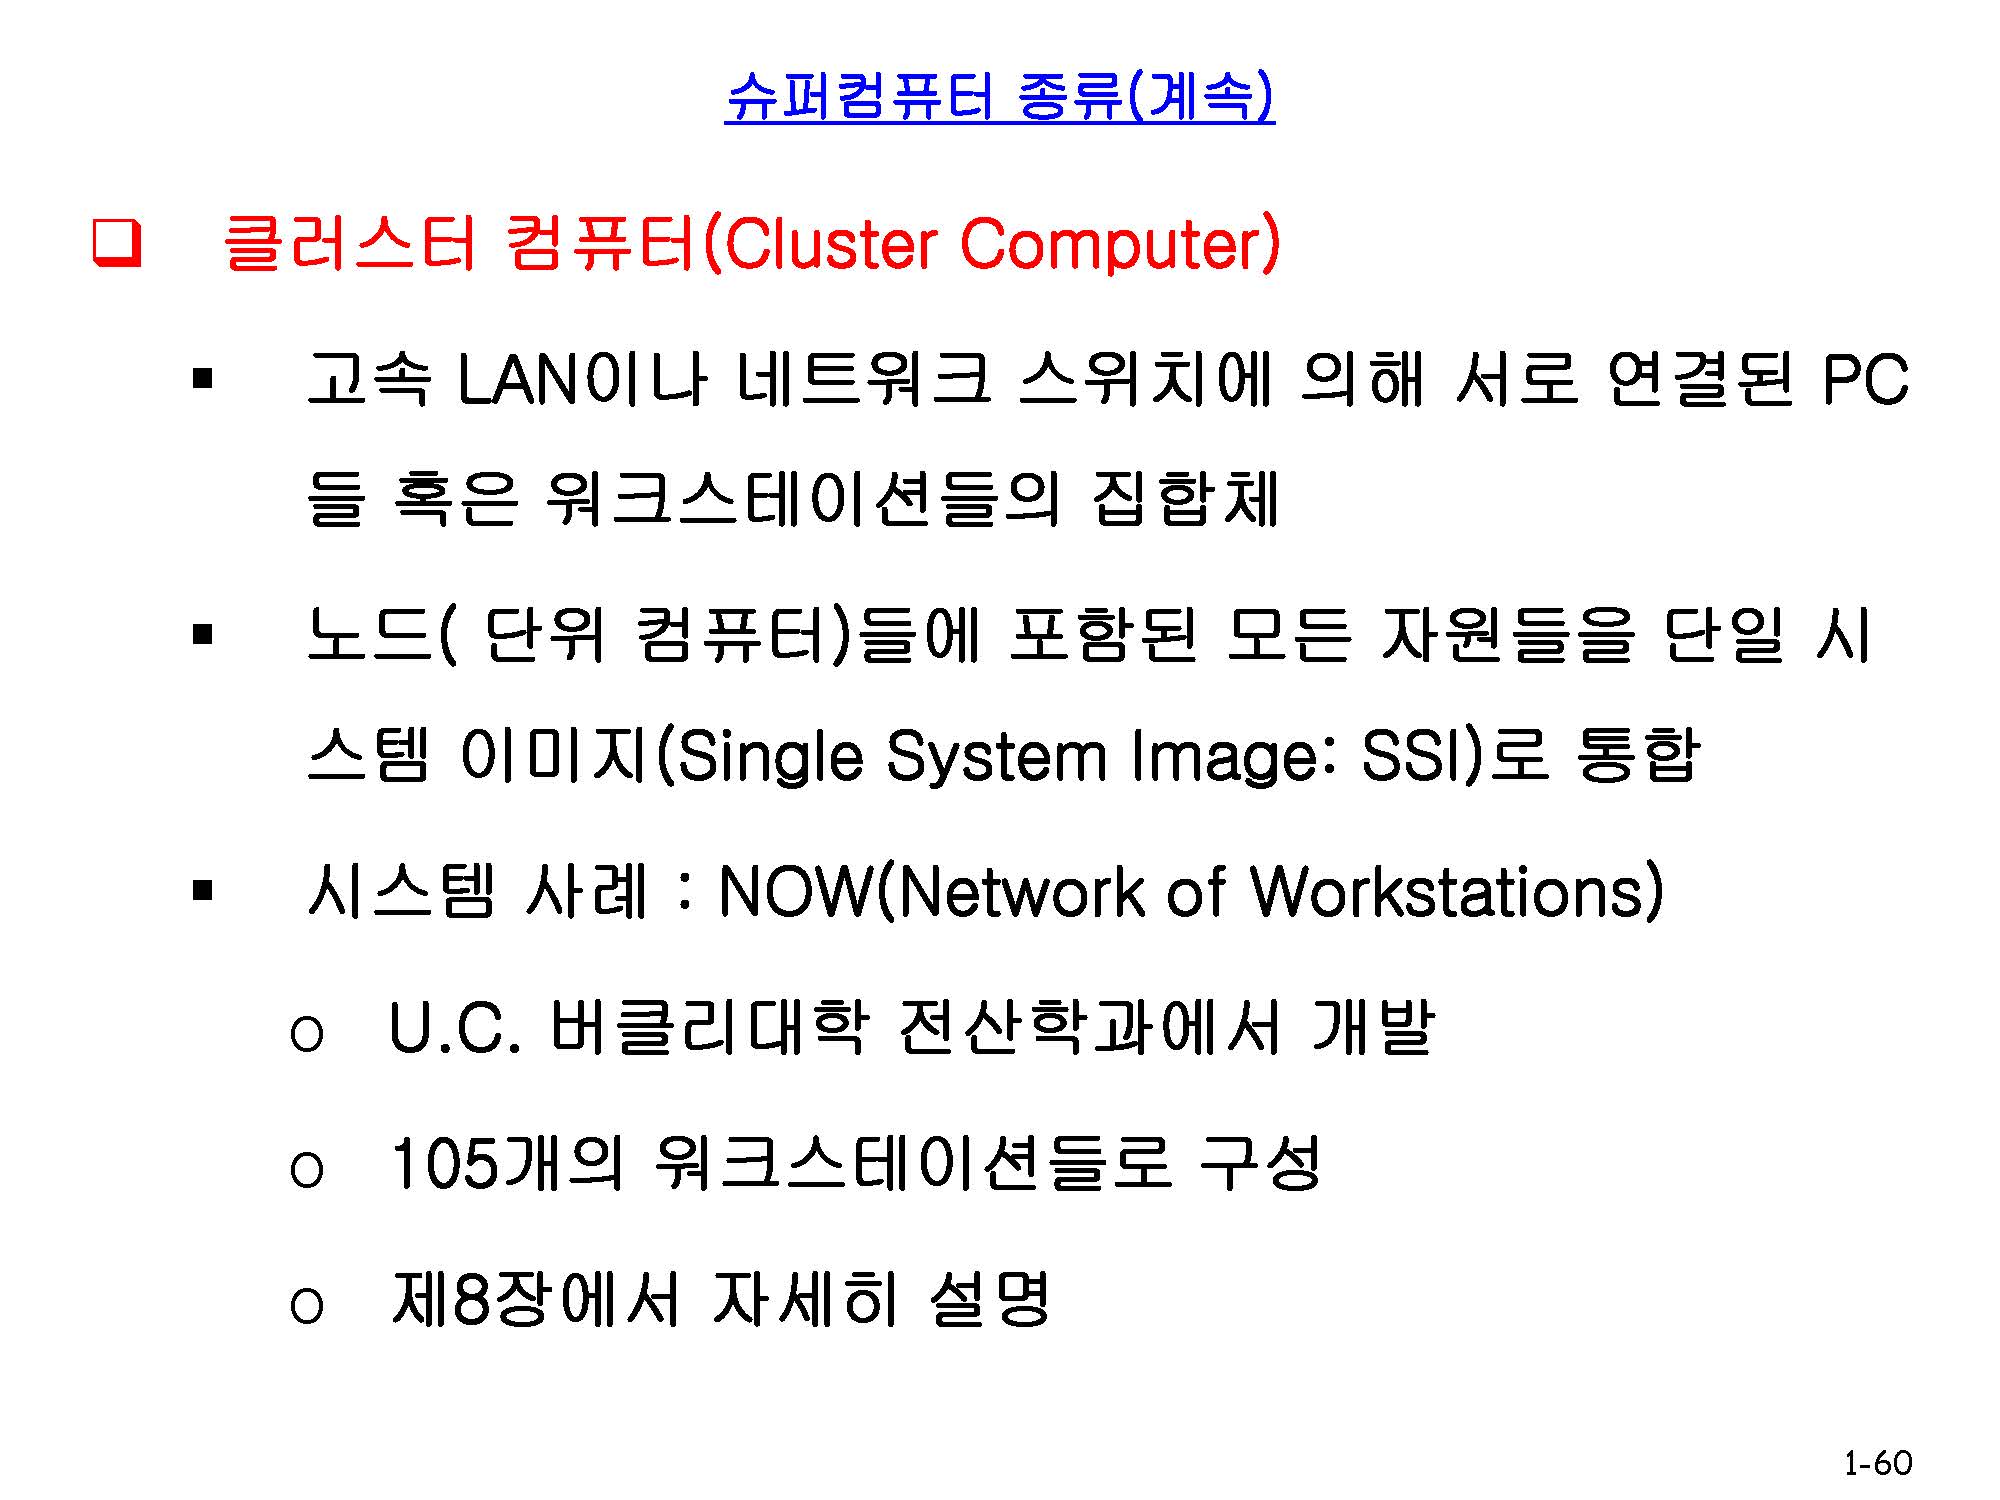 슈퍼컴퓨터 종류(계속)
❑ 클러스터 컴퓨터(Cluster Computer)
▪ 고속 LAN이나 네트워크 스위치에 의해 서로 연결된 PC
들 혹은 워크스테이션들의 집합체
▪ 노드( 단위 컴퓨터)들에 포함된 모든 자원들을 단일 시
스템 이미지(Single System Image: SSI)로 통합
▪ 시스템 사례 : NOW(Network of Workstations)
o U.C. 버클리대학 전산학과에서 개발
o 105개의 워크스테이션들로 구성
o 제8장에서 자세히 설명
1-60